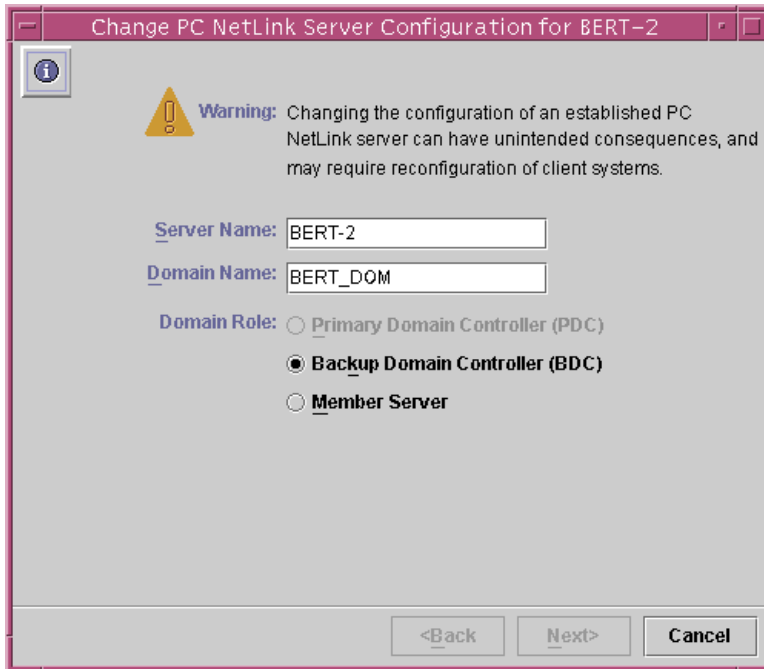 Change PC NetLink Server Configuration for BERT-2
Warning: Changing the configuration of an established PC
NetLink server can have unintended consequences, and
may require reconfiguration of client systems.
Server Name: BERT-2
Domain Name: BERT_DOM
Domain Role: Primary Domain Controller (PDC)
Backup Domain Controller (BDC)
Member Server
<Back Next> Cancel